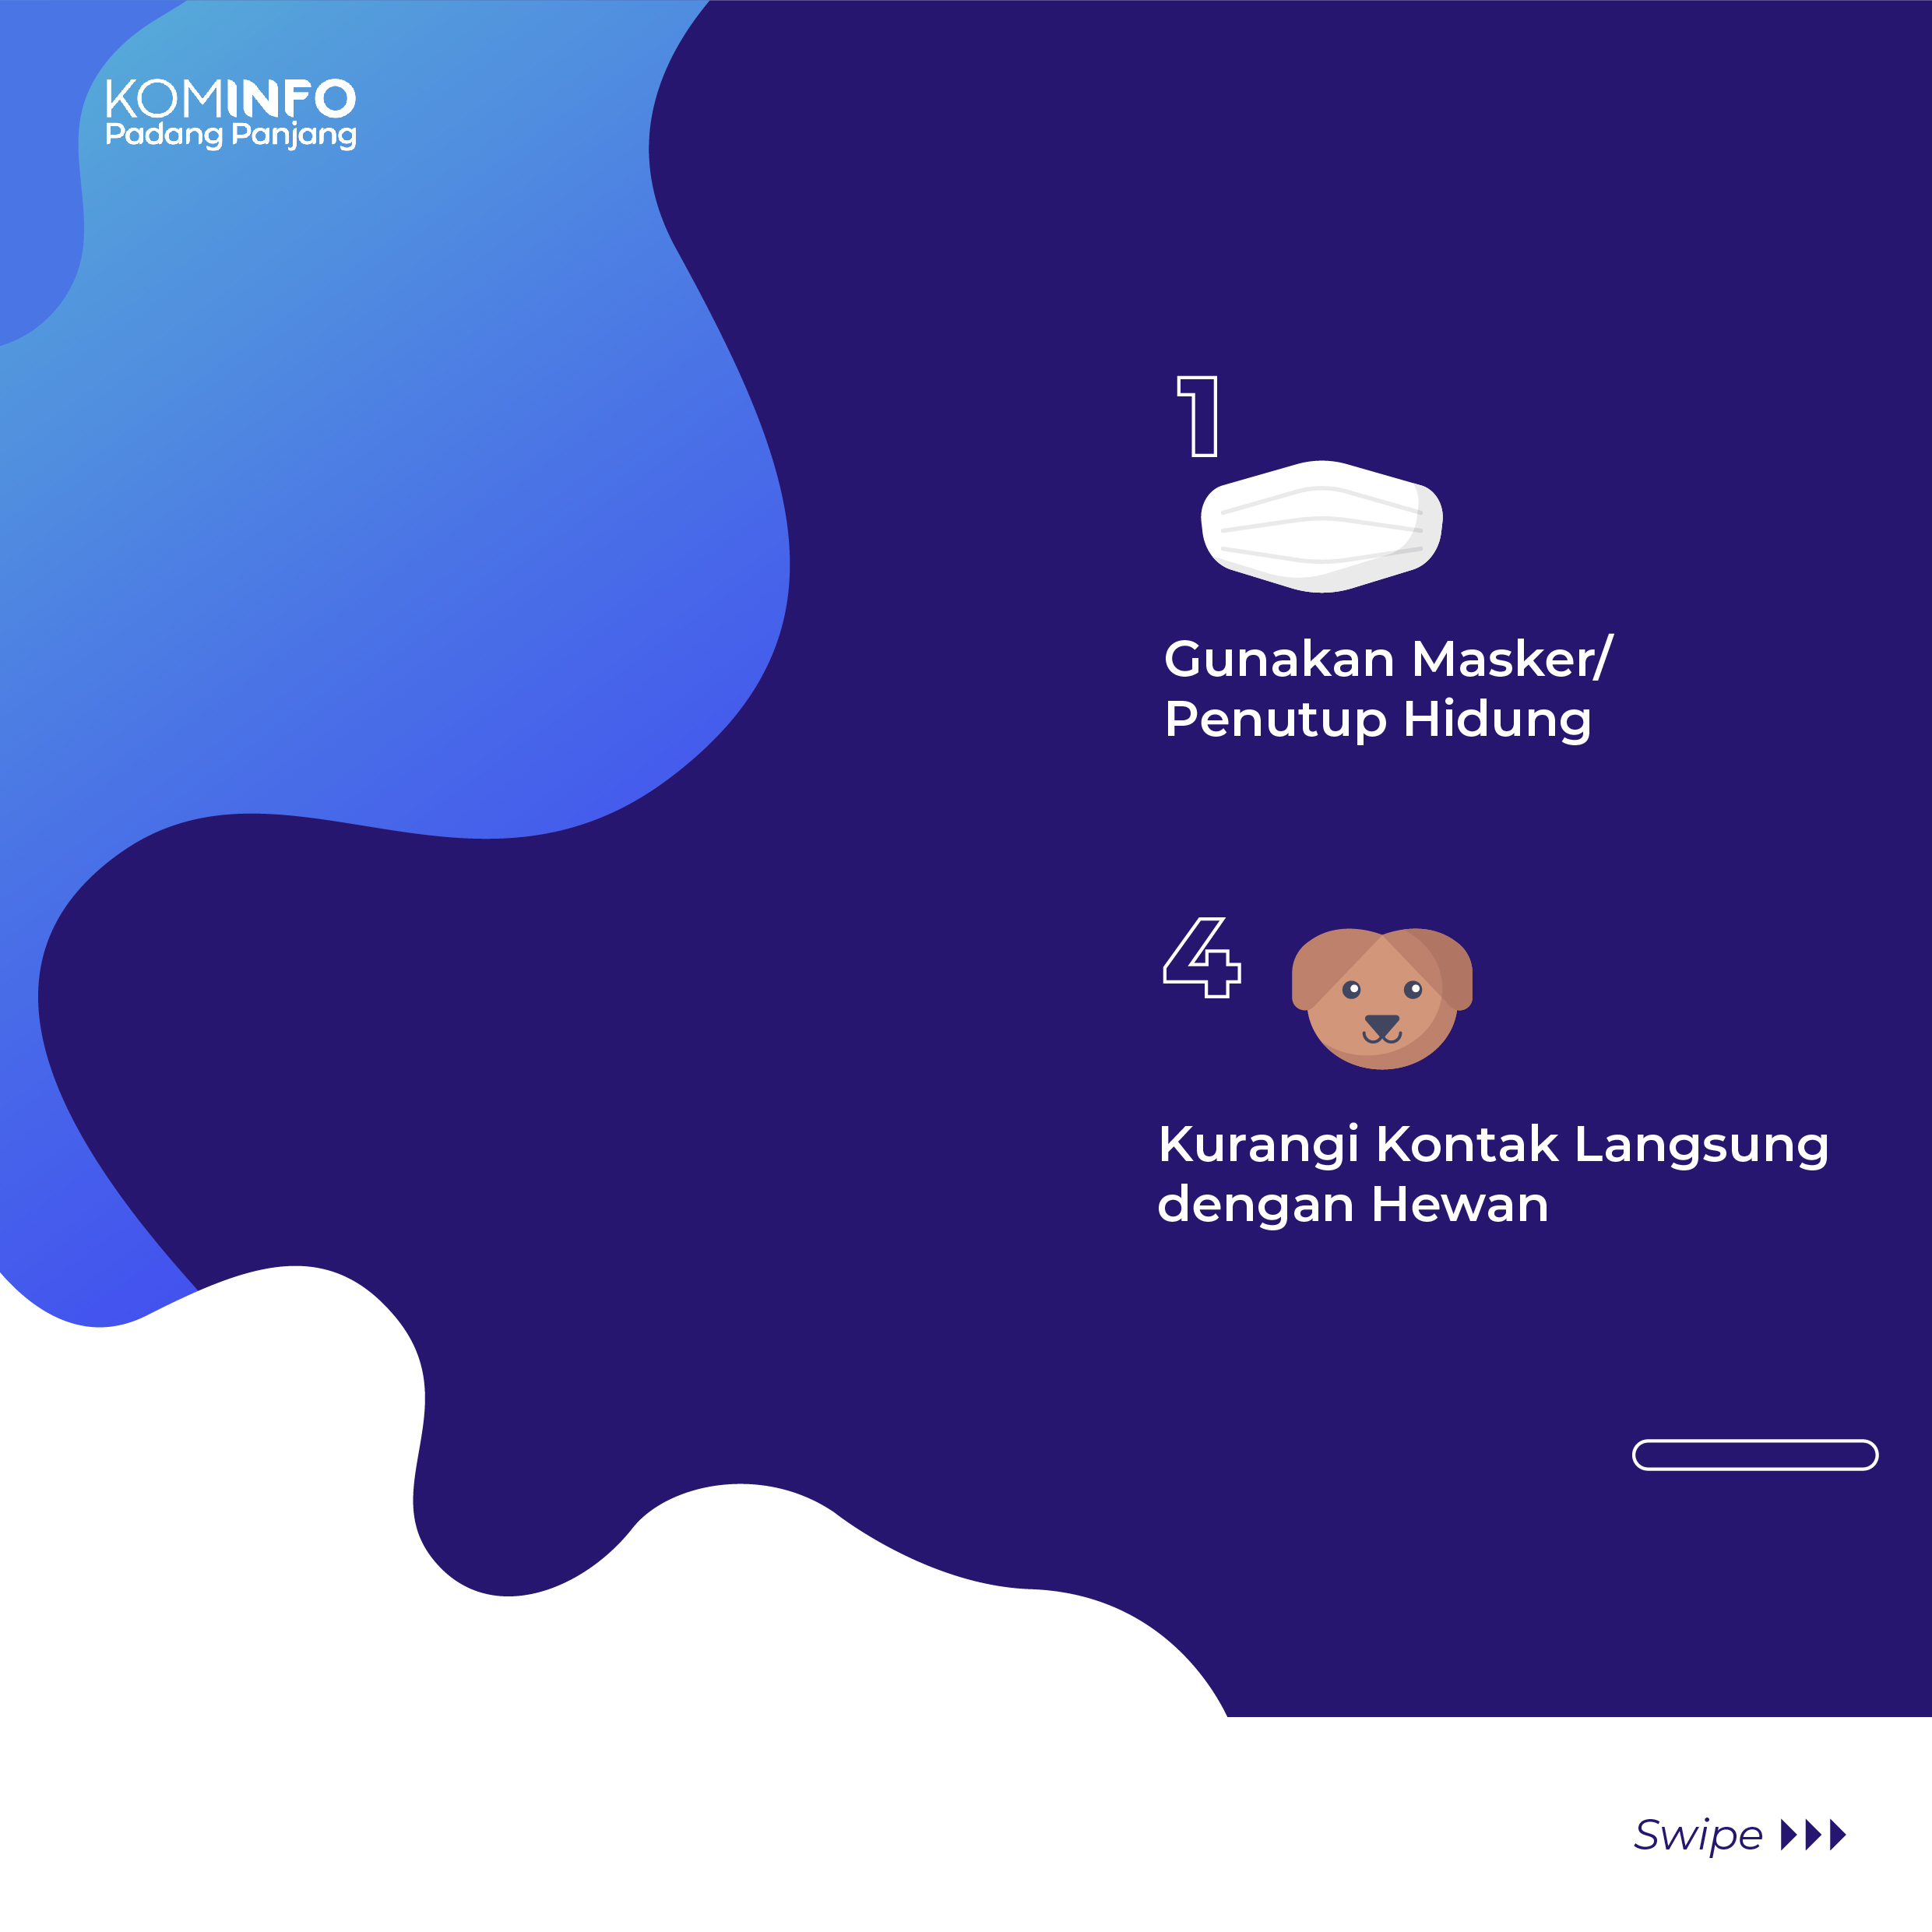 KOMINFO
Padang Panjang
1
Gunakan Masker/
Penutup Hidung
4
Kurangi Kontak Langsung
dengan Hewan
Swipe